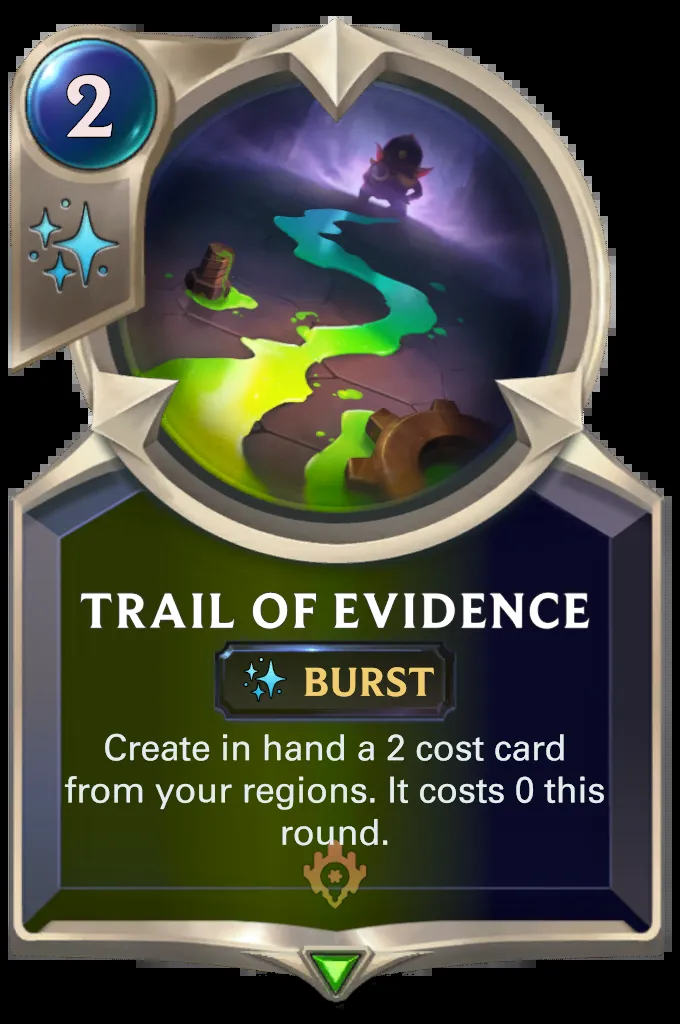 2
TRAIL OF EVIDENCE
BURST
Create in hand a 2 cost card
from your regions. It costs 0 this
round.